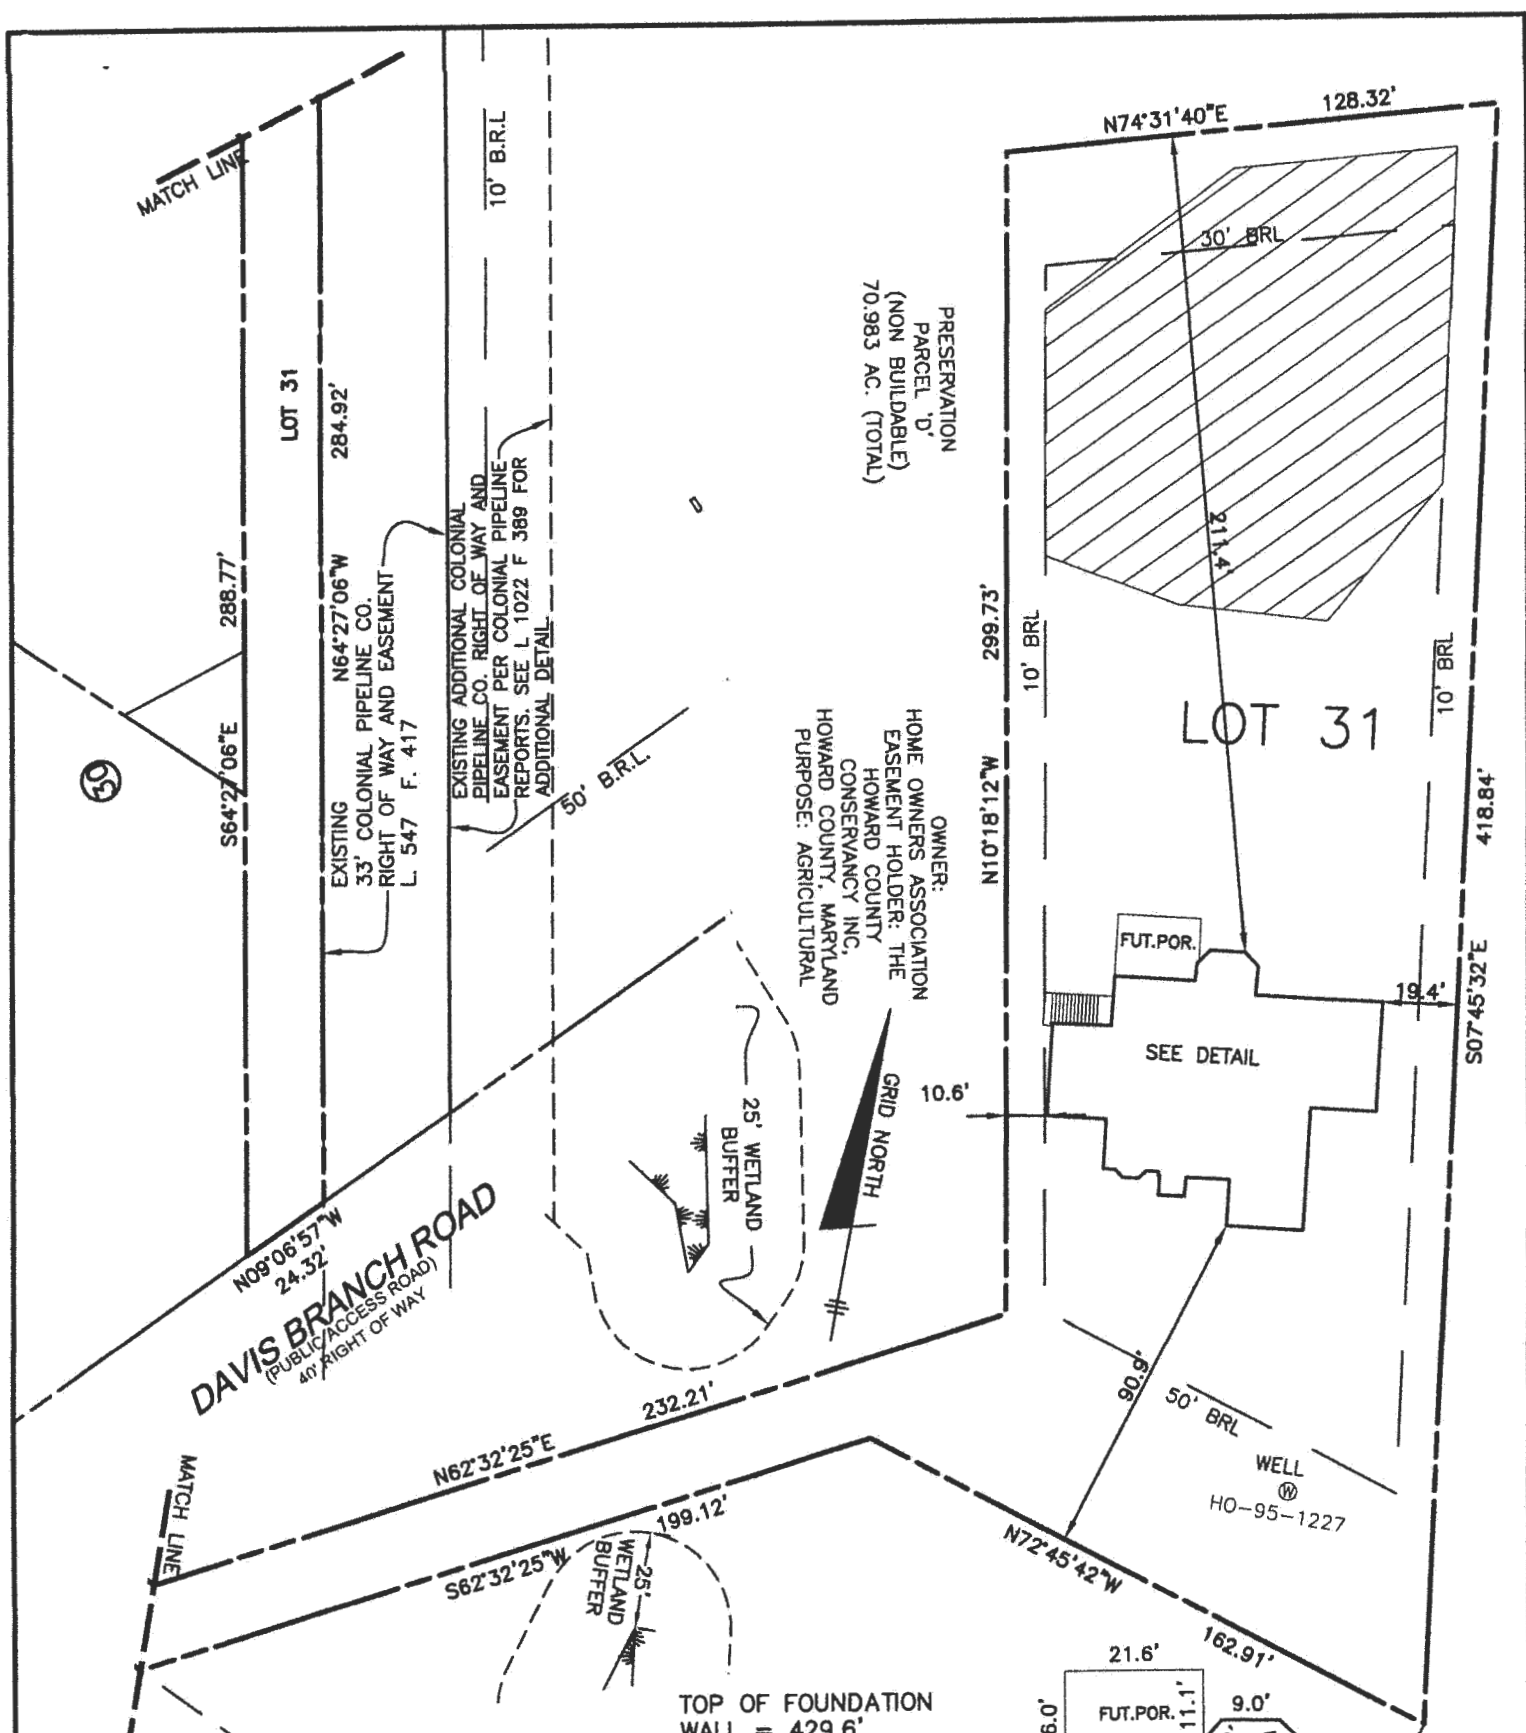 N74°31'40"E
128.32'
MATCH LINE
10' B.R.L
30' BRL
PRESERVATION
PARCEL 'D'
(NON BUILDABLE)
70.983 AC. (TOTAL)
LOT 31
284.92'
N64°27'06"W
288.77'
S64°27'06"E
30
EXISTING
33' COLONIAL PIPELINE CO.
RIGHT OF WAY AND EASEMENT
L. 547 F. 417
EXISTING ADDITIONAL COLONIAL
PIPELINE CO. RIGHT OF WAY AND
EASEMENT PER COLONIAL PIPELINE
REPORTS. SEE L 1022 F 389 FOR
ADDITIONAL DETAIL
50' B.R.L.
211.4'
299.73'
N10°18'12"W
10' BRL
10' BRL
LOT 31
418.84'
S07°45'32"E
OWNER:
HOME OWNERS ASSOCIATION
EASEMENT HOLDER: THE
HOWARD COUNTY
CONSERVANCY INC,
HOWARD COUNTY, MARYLAND
PURPOSE: AGRICULTURAL
FUT.POR.
19.4'
SEE DETAIL
10.6'
GRID NORTH
25' WETLAND
BUFFER
N09°06'57"W
24.32'
DAVIS BRANCH ROAD
(PUBLIC/ACCESS ROAD)
40' RIGHT OF WAY
232.21'
N62°32'25"E
90.9'
50' BRL
WELL
W
HO-95-1227
MATCH LINE
199.12'
S62°32'25"W
25'
WETLAND
BUFFER
N72°45'42"W
162.91'
TOP OF FOUNDATION
WALL = 429.6'
21.6'
FUT.POR.
11.1'
9.0'
6.0'